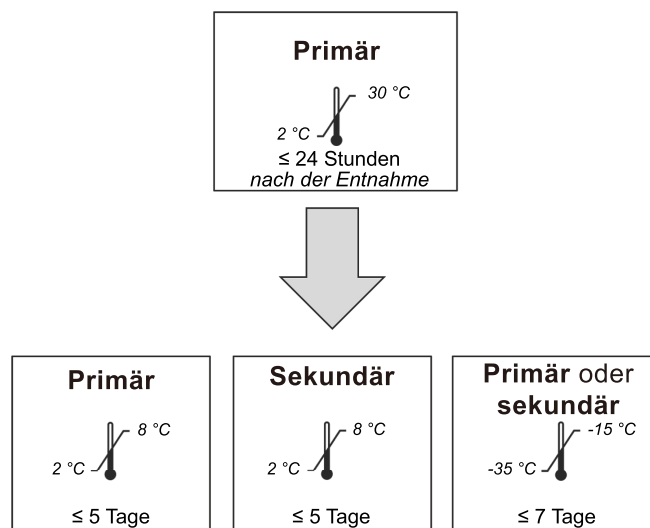 Primär
30 °C
2 °C
≤ 24 Stunden
nach der Entnahme
Primär
8 °C
2 °C
≤ 5 Tage
Sekundär
8 °C
2 °C
≤ 5 Tage
Primär oder
sekundär
-15 °C
-35 °C
≤ 7 Tage